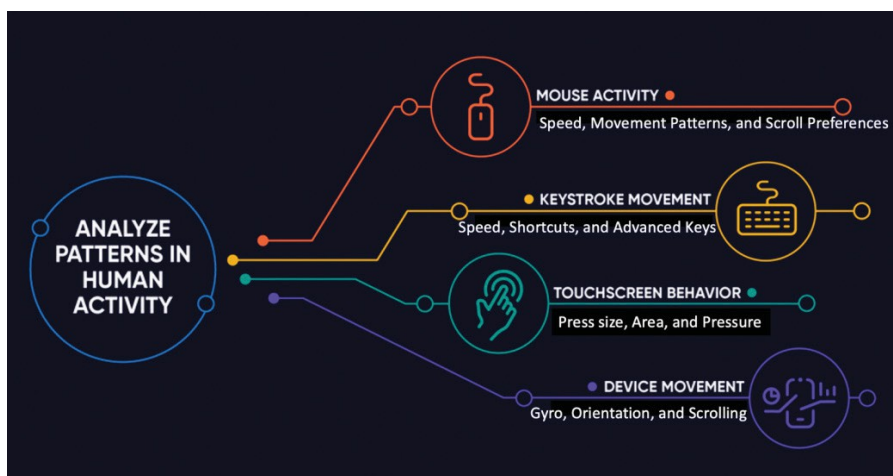 ANALYZE
PATTERNS IN
HUMAN
ACTIVITY
MOUSE ACTIVITY
Speed, Movement Patterns, and Scroll Preferences
KEYSTROKE MOVEMENT
Speed, Shortcuts, and Advanced Keys
TOUCHSCREEN BEHAVIOR
Press size, Area, and Pressure
DEVICE MOVEMENT
Gyro, Orientation, and Scrolling